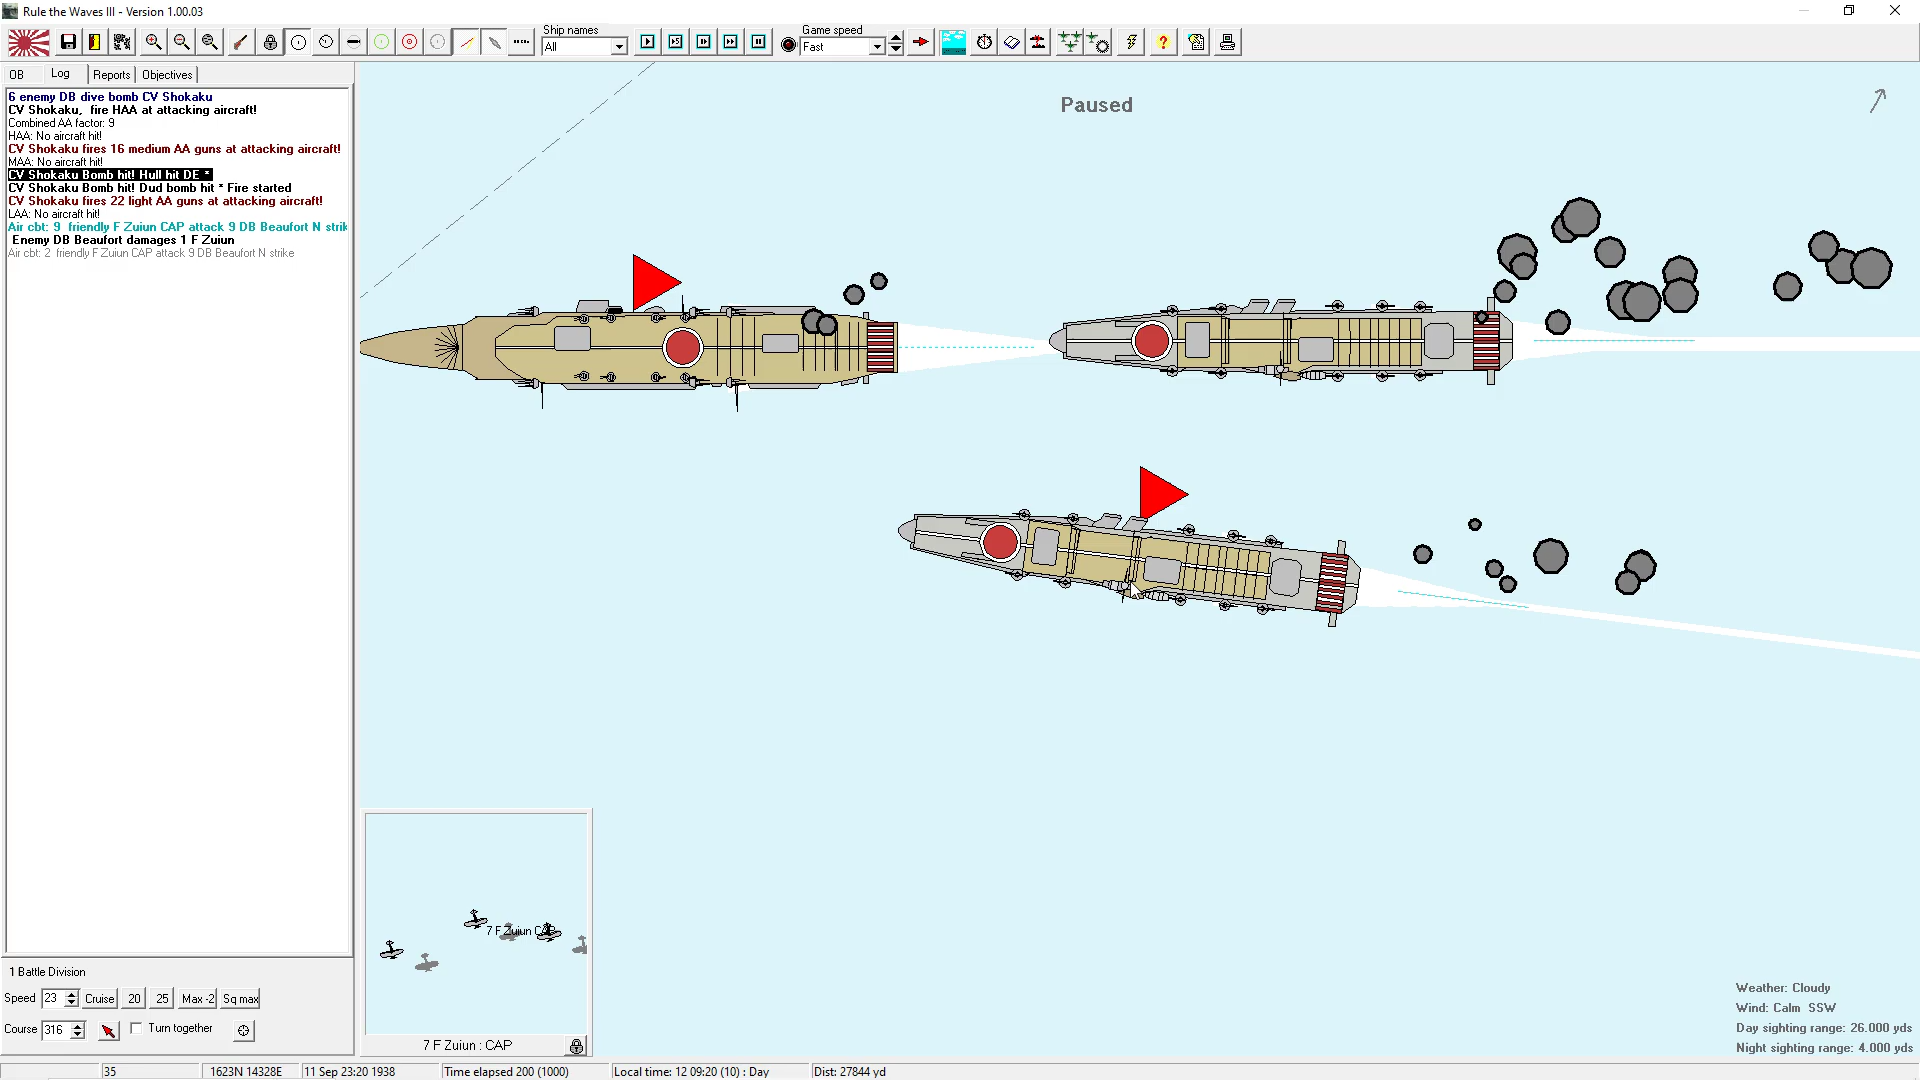 Rule the Waves III - Version 1.00.03
Ship names
All
Game speed
Fast
OB Log Reports Objectives
6 enemy DB dive bomb CV Shokaku
CV Shokaku, fire HAA at attacking aircraft!
Combined AA factor: 9
HAA: No aircraft hit!
CV Shokaku fires 16 medium AA guns at attacking aircraft!
MAA: No aircraft hit!
CV Shokaku Bomb hit! Hull hit DE *
CV Shokaku Bomb hit! Dud bomb hit * Fire started
CV Shokaku fires 22 light AA guns at attacking aircraft!
LAA: No aircraft hit!
Air cbt: 9 friendly F Zuiun CAP attack 9 DB Beaufort N strik
Enemy DB Beaufort damages 1 F Zuiun
Air cbt: 2 friendly F Zuiun CAP attack 9 DB Beaufort N strike
Paused
7 F Zuiun CAP
7 F Zuiun : CAP
1 Battle Division
Speed 23 Cruise 20 25 Max -2 Sq max
Course 316 Turn together
Weather: Cloudy
Wind: Calm SSW
Day sighting range: 26.000 yds
Night sighting range: 4.000 yds
35 1623N 14328E 11 Sep 23:20 1938 Time elapsed 200 (1000) Local time: 12 09:20 (10) : Day Dist: 27844 yd